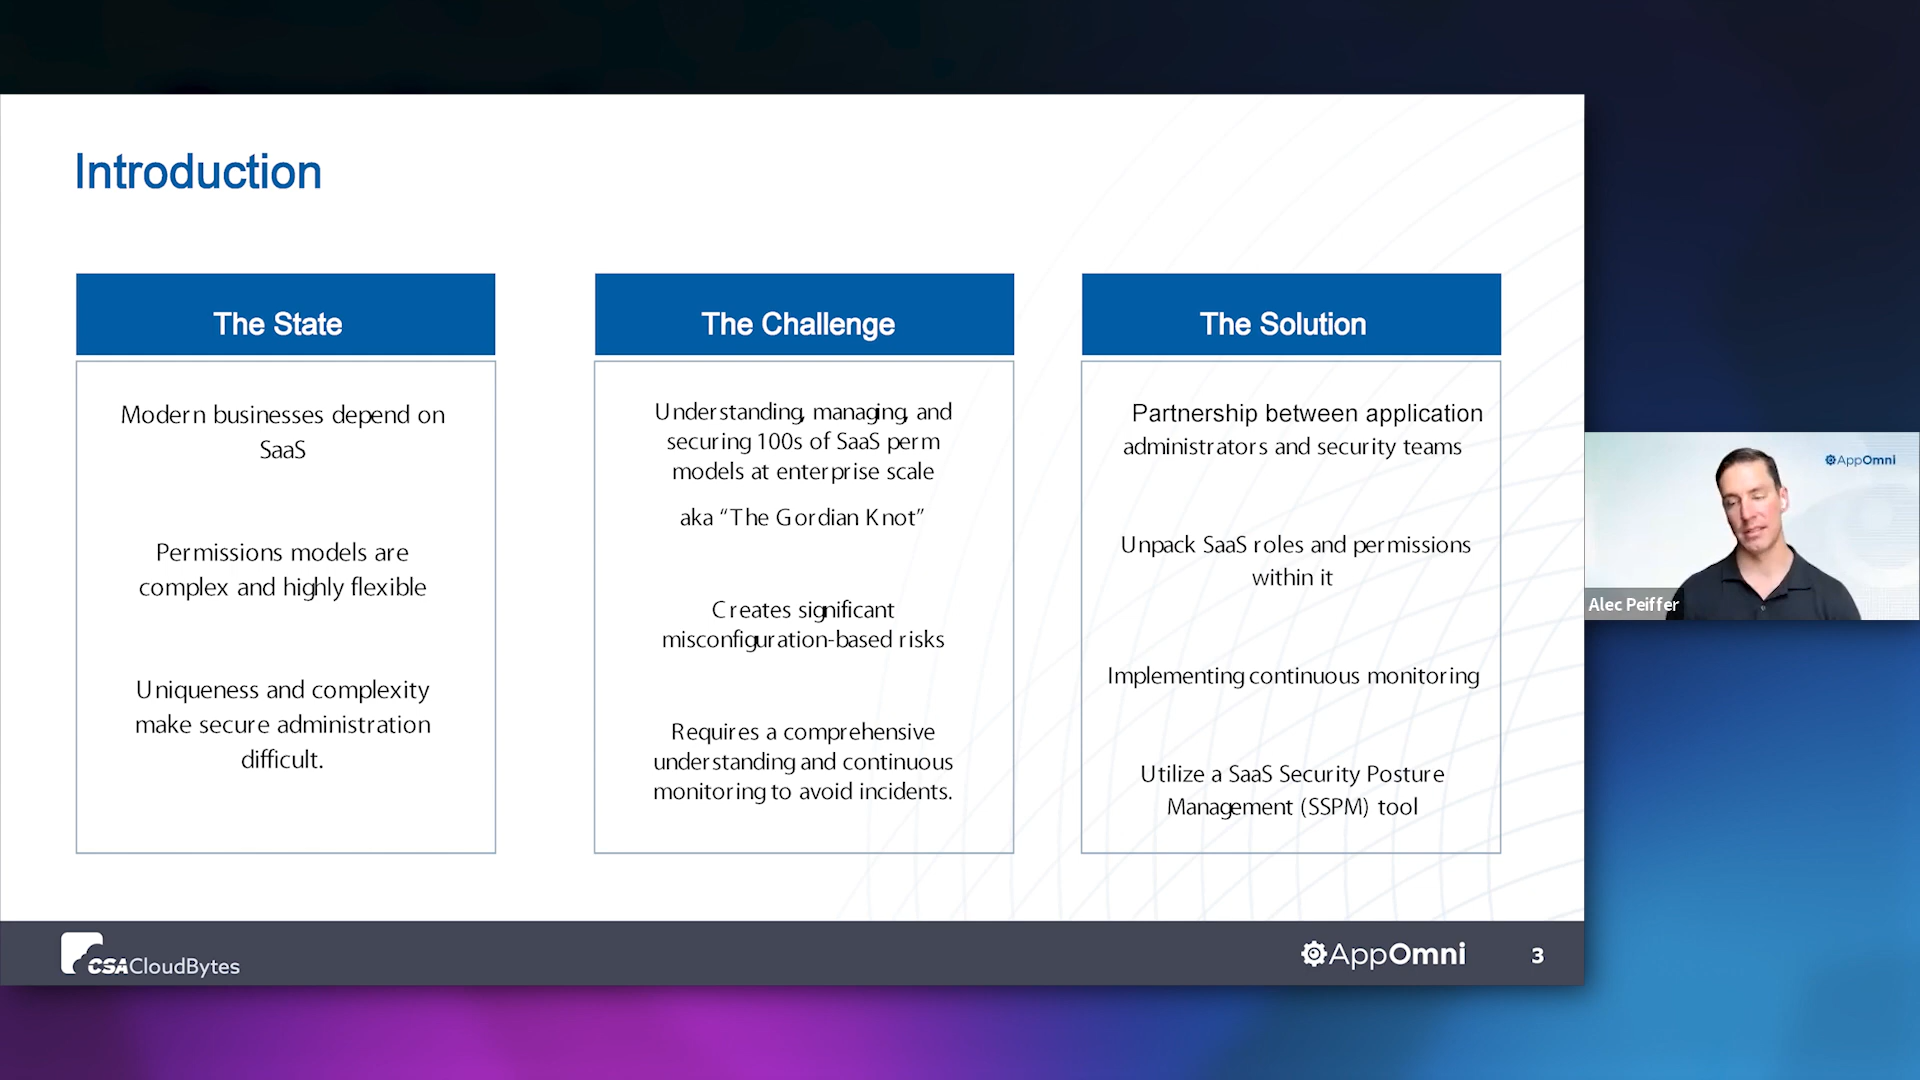 Introduction
The State
Modern businesses depend on
SaaS
Permissions models are
complex and highly flexible
Uniqueness and complexity
make secure administration
difficult.
The Challenge
Understanding, managing, and
securing 100s of SaaS perm
models at enterprise scale
aka “The Gordian Knot”
Creates significant
misconfiguration-based risks
Requires a comprehensive
understanding and continuous
monitoring to avoid incidents.
The Solution
Partnership between application
administrators and security teams
Unpack SaaS roles and permissions
within it
Implementing continuous monitoring
Utilize a SaaS Security Posture
Management (SSPM) tool
AppOmni
Alec Peiffer
CSA CloudBytes
AppOmni
3